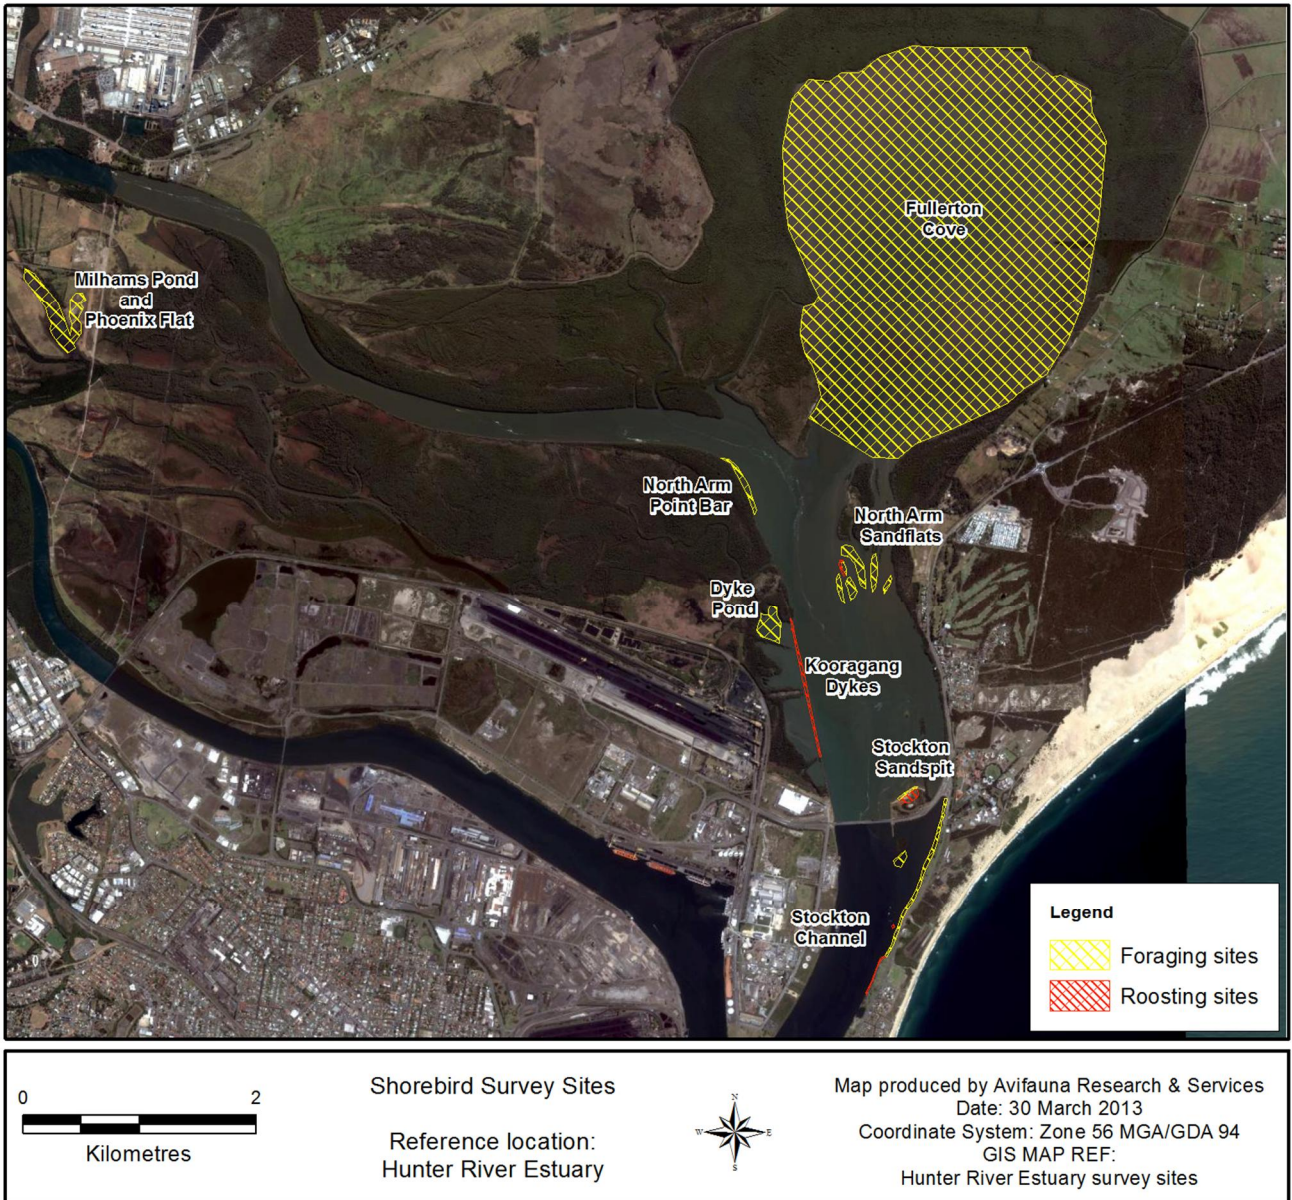 Fullerton
Cove
Milhams Pond
and
Phoenix Flat
North Arm
Point Bar
North Arm
Sandflats
Dyke
Pond
Kooragang
Dykes
Stockton
Sandspit
Stockton
Channel
Legend
Foraging sites
Roosting sites
0 2
Kilometres
Shorebird Survey Sites
Reference location:
Hunter River Estuary
N
W E
S
Map produced by Avifauna Research & Services
Date: 30 March 2013
Coordinate System: Zone 56 MGA/GDA 94
GIS MAP REF:
Hunter River Estuary survey sites